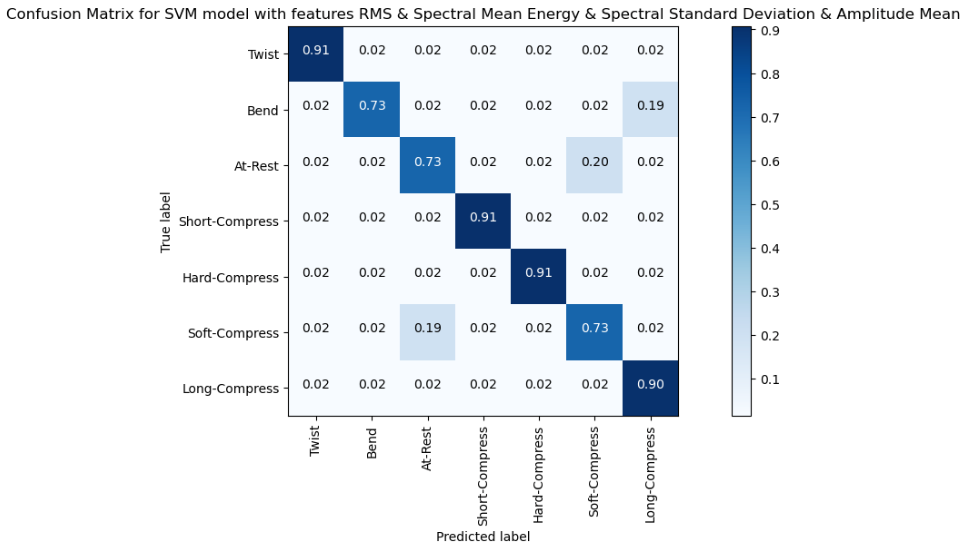 Confusion Matrix for SVM model with features RMS & Spectral Mean Energy & Spectral Standard Deviation & Amplitude Mean
True label
Twist 0.91 0.02 0.02 0.02 0.02 0.02 0.02
Bend 0.02 0.73 0.02 0.02 0.02 0.02 0.19
At-Rest 0.02 0.02 0.73 0.02 0.02 0.20 0.02
Short-Compress 0.02 0.02 0.02 0.91 0.02 0.02 0.02
Hard-Compress 0.02 0.02 0.02 0.02 0.91 0.02 0.02
Soft-Compress 0.02 0.02 0.19 0.02 0.02 0.73 0.02
Long-Compress 0.02 0.02 0.02 0.02 0.02 0.02 0.90
Twist
Bend
At-Rest
Short-Compress
Hard-Compress
Soft-Compress
Long-Compress
Predicted label
0.9
0.8
0.7
0.6
0.5
0.4
0.3
0.2
0.1